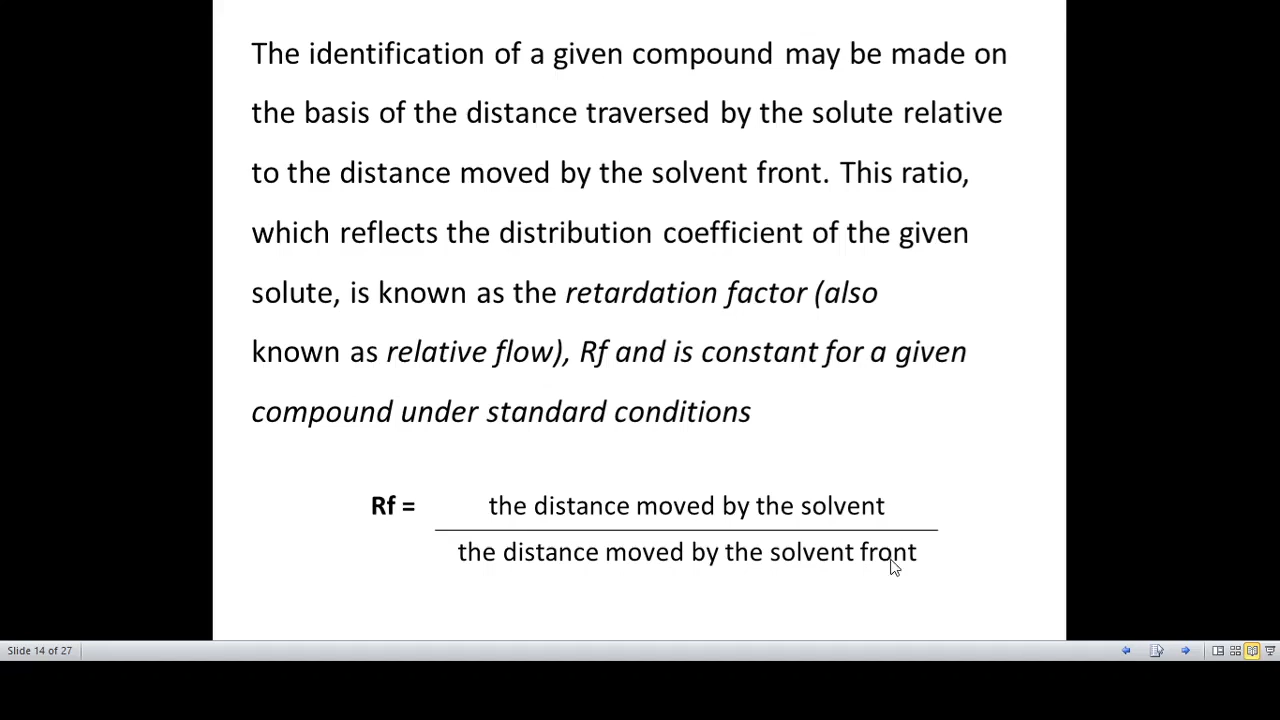 The identification of a given compound may be made on
the basis of the distance traversed by the solute relative
to the distance moved by the solvent front. This ratio,
which reflects the distribution coefficient of the given
solute, is known as the retardation factor (also
known as relative flow), Rf and is constant for a given
compound under standard conditions
Rf = the distance moved by the solvent
the distance moved by the solvent front
Slide 14 of 27